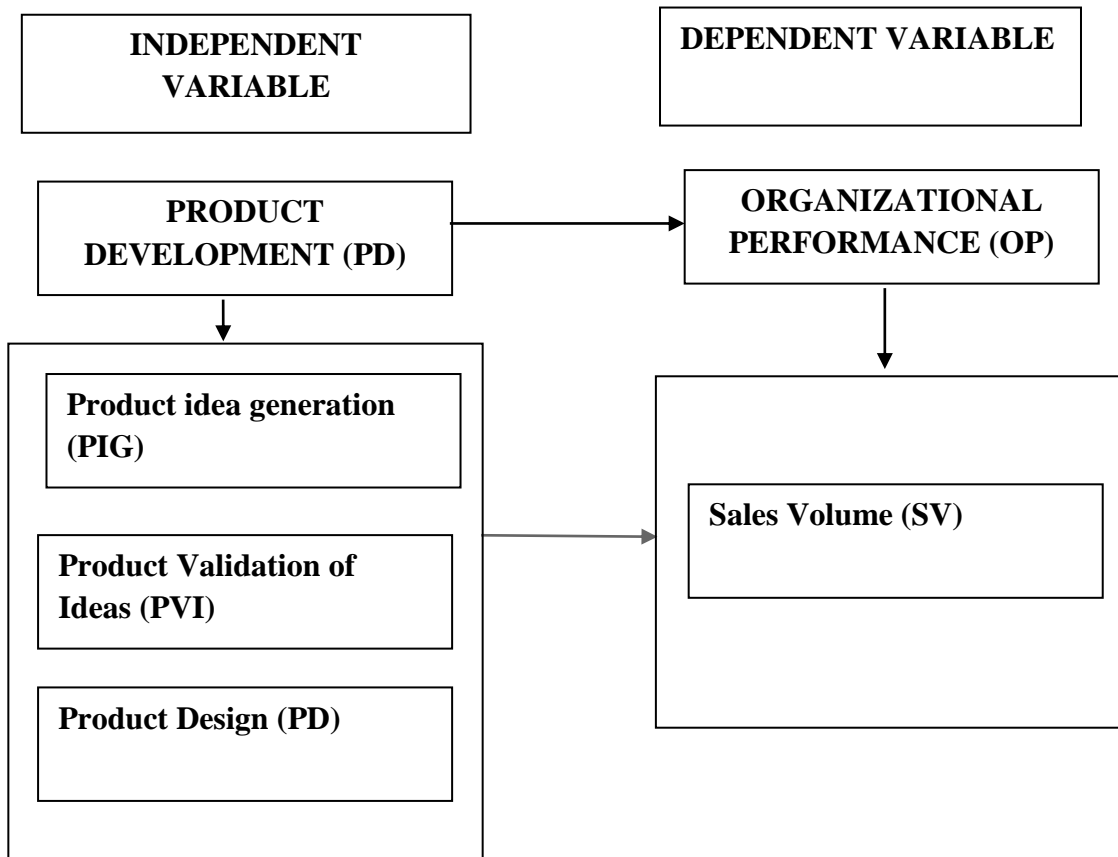 INDEPENDENT
VARIABLE
DEPENDENT VARIABLE
PRODUCT
DEVELOPMENT (PD)
ORGANIZATIONAL
PERFORMANCE (OP)
Product idea generation
(PIG)
Product Validation of
Ideas (PVI)
Product Design (PD)
Sales Volume (SV)